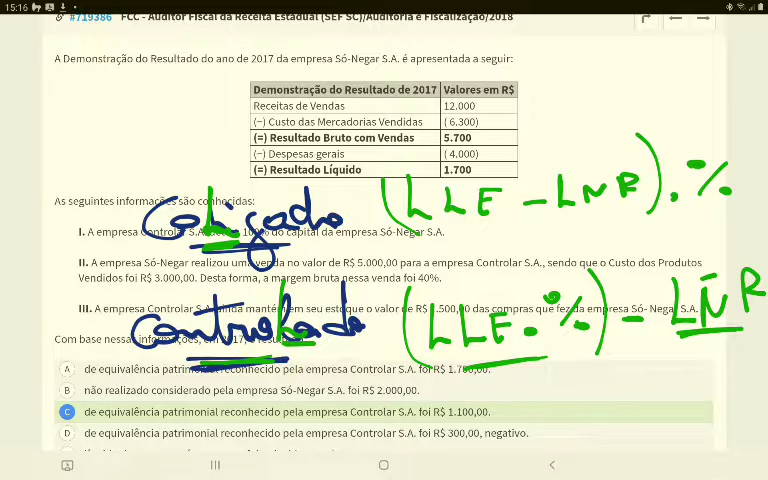 15:16
#719386 FCC - Auditor Fiscal da Receita Estadual (SEF SC)/Auditoria e Fiscalização/2018
A Demonstração do Resultado do ano de 2017 da empresa Só-Negar S.A. é apresentada a seguir:
Demonstração do Resultado de 2017 Valores em R$
Receitas de Vendas 12.000
(−) Custo das Mercadorias Vendidas ( 6.300)
(=) Resultado Bruto com Vendas 5.700
(−) Despesas gerais ( 4.000)
(=) Resultado Líquido 1.700
As seguintes informações são conhecidas:
Coligada (LLE - LNR).%
I. A empresa Controlar S.A. 100% do capital da empresa Só-Negar S.A.
II. A empresa Só-Negar realizou uma venda no valor de R$ 5.000,00 para a empresa Controlar S.A., sendo que o Custo dos Produtos
Vendidos foi R$ 3.000,00. Desta forma, a margem bruta nessa venda foi 40%.
III. A empresa Controlar S.A. ainda mantém em seu estoque o valor de R$ .500,00 das compras que fez da empresa Só- Negar S.A.
Controlada (LLE.%) - LÑR
Com base nessas informações, em 2017,
A de equivalência patrimonial reconhecido pela empresa Controlar S.A. foi R$ 1.700,00.
B não realizado considerado pela empresa Só-Negar S.A. foi R$ 2.000,00.
C de equivalência patrimonial reconhecido pela empresa Controlar S.A. foi R$ 1.100,00.
D de equivalência patrimonial reconhecido pela empresa Controlar S.A. foi R$ 300,00, negativo.